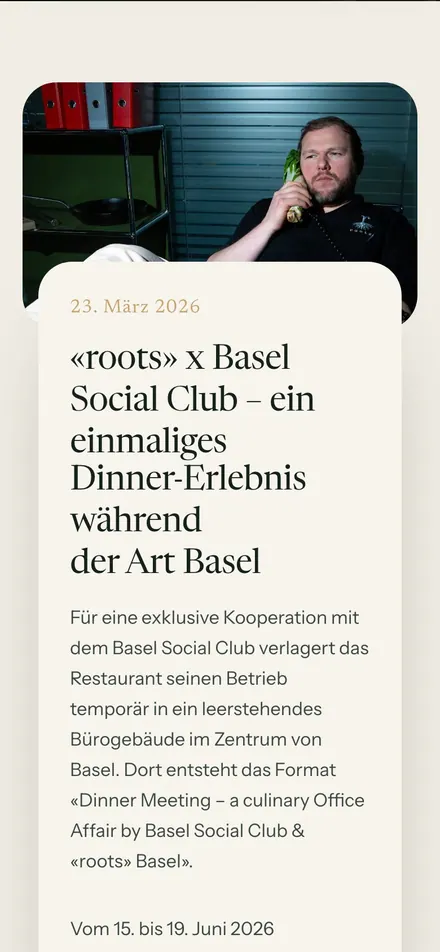 23. März 2026
«roots» x Basel
Social Club – ein
einmaliges
Dinner-Erlebnis
während
der Art Basel
Für eine exklusive Kooperation mit
dem Basel Social Club verlagert das
Restaurant seinen Betrieb
temporär in ein leerstehendes
Bürogebäude im Zentrum von
Basel. Dort entsteht das Format
«Dinner Meeting – a culinary Office
Affair by Basel Social Club &
«roots» Basel».
Vom 15. bis 19. Juni 2026